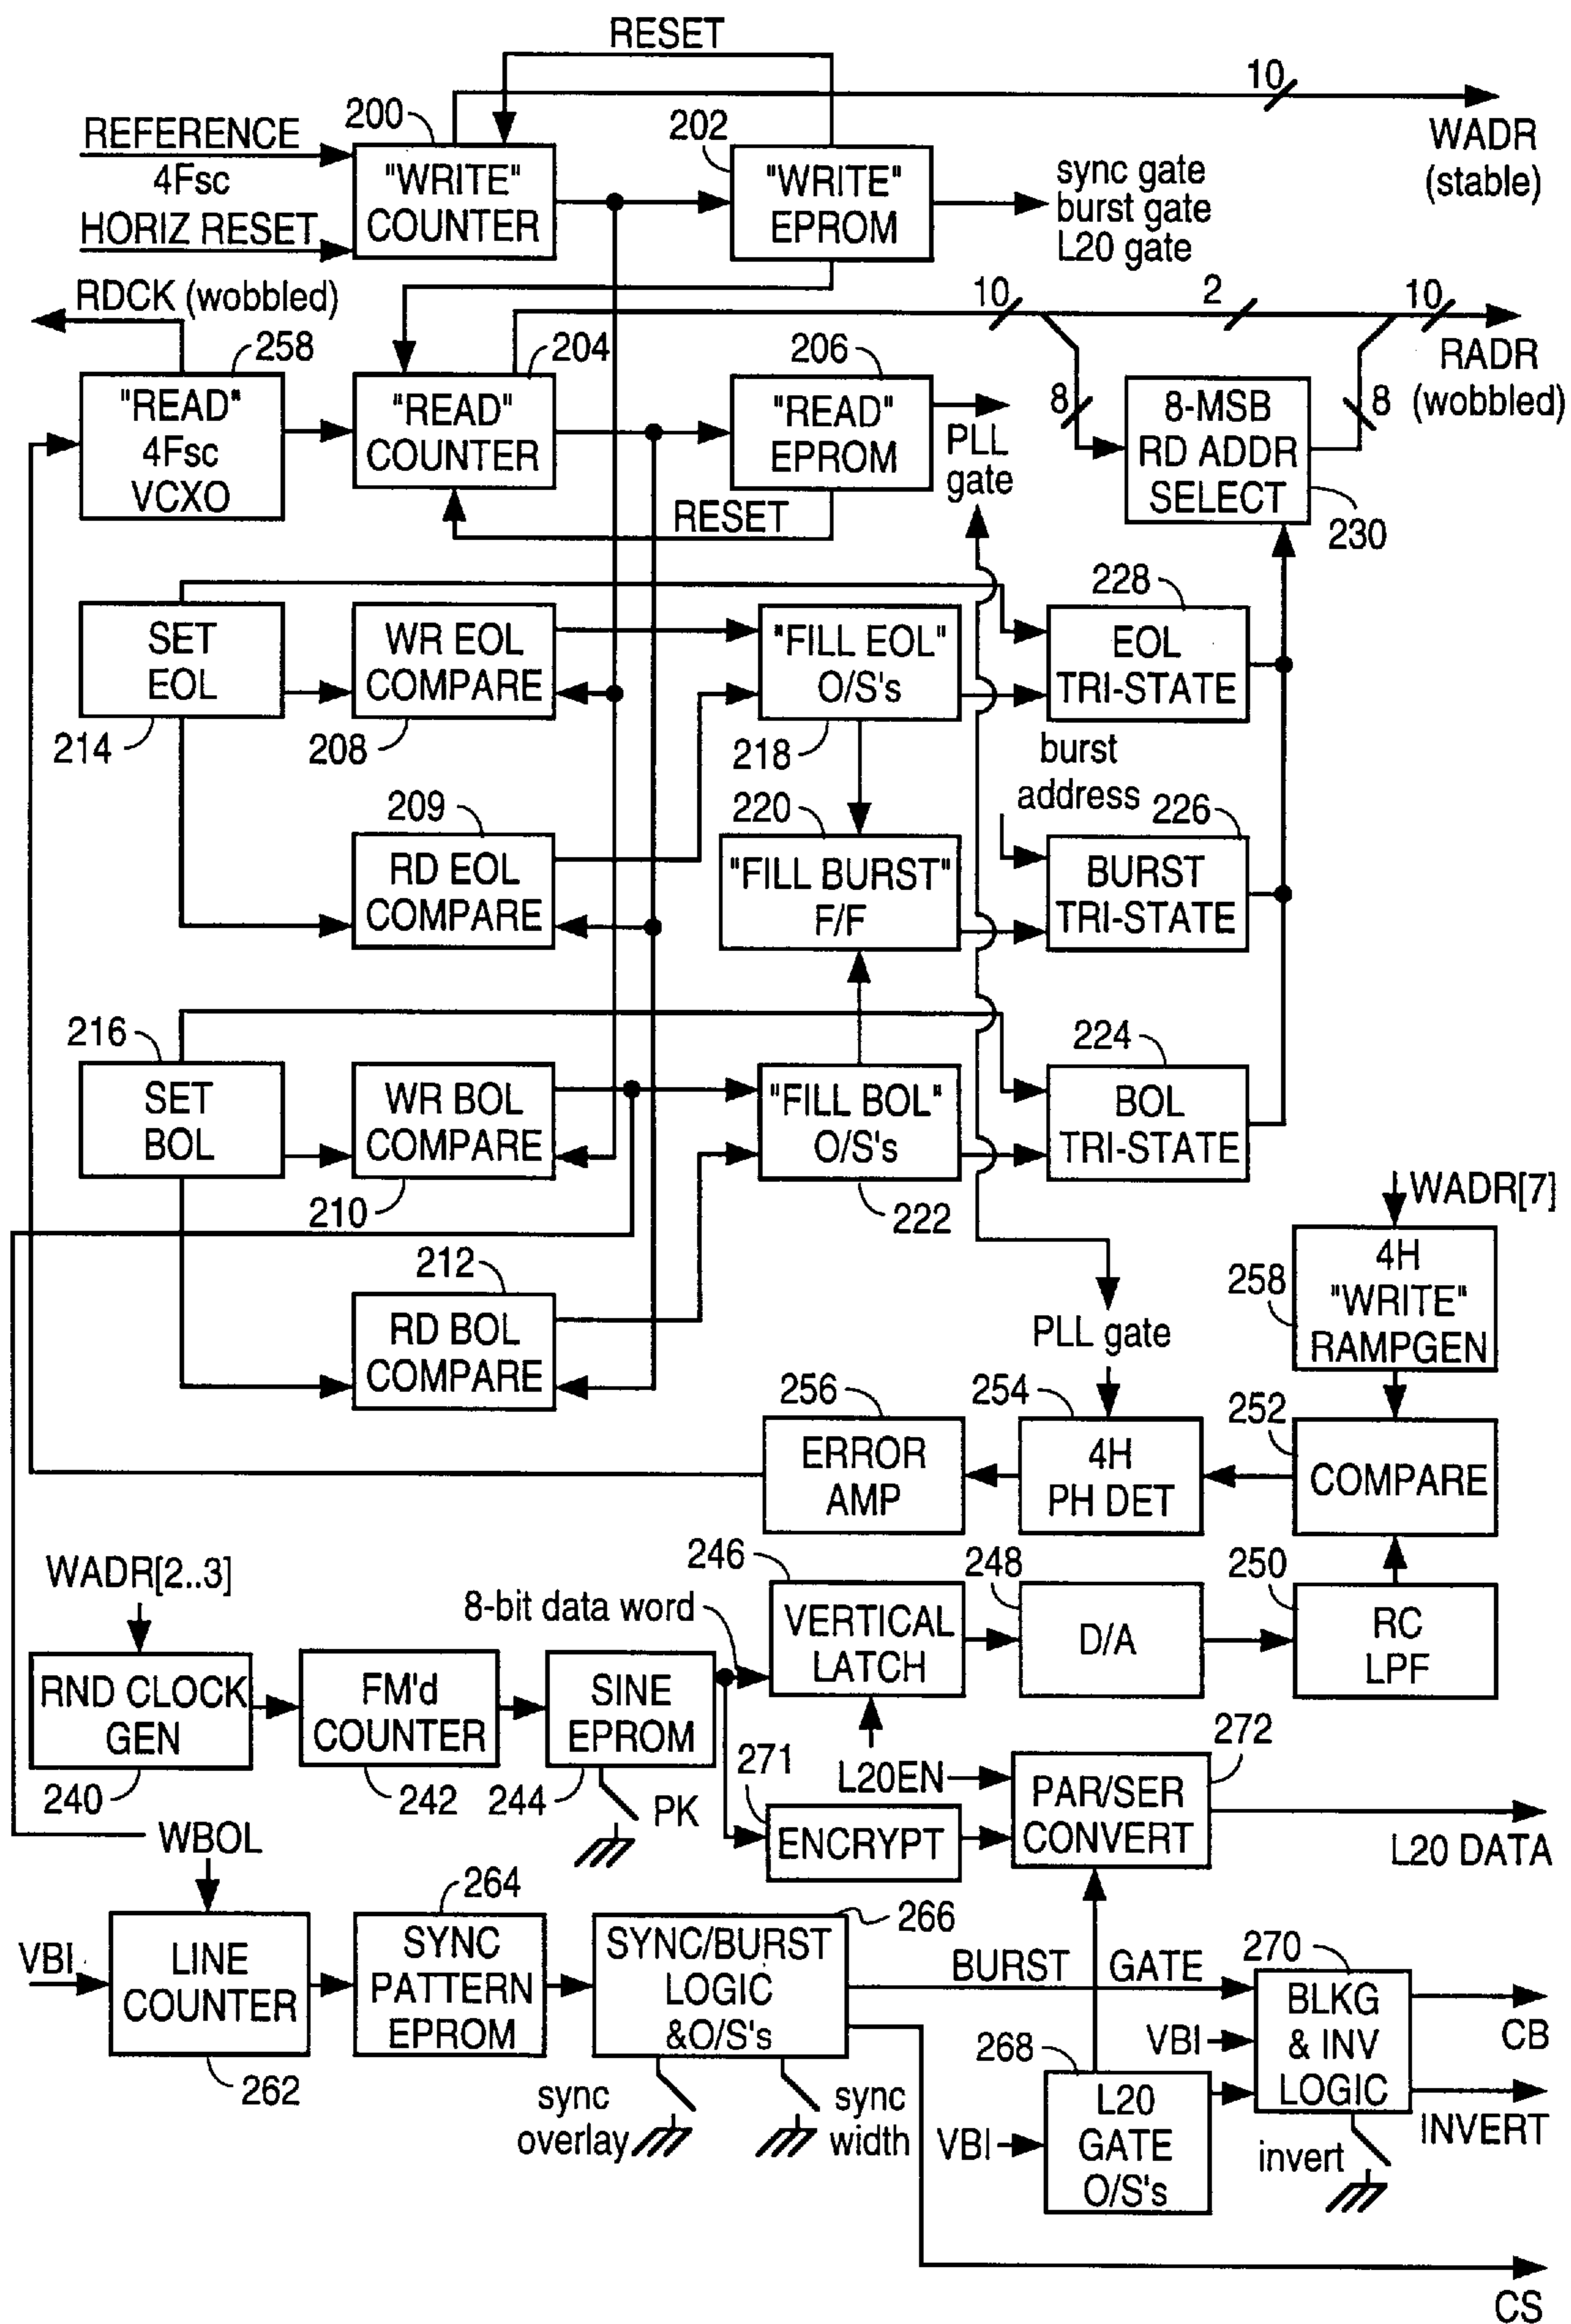 RESET
10
200
202
REFERENCE
4Fsc
HORIZ RESET
"WRITE"
COUNTER
"WRITE"
EPROM
sync gate
burst gate
L20 gate
WADR
(stable)
RDCK (wobbled)
10
2
10
258
204
206
RADR
(wobbled)
"READ"
4Fsc
VCXO
"READ"
COUNTER
"READ"
EPROM
PLL
gate
8
8-MSB
RD ADDR
SELECT
8
RESET
230
228
SET
EOL
WR EOL
COMPARE
"FILL EOL"
O/S's
EOL
TRI-STATE
214
208
218
burst
address
209
220
226
RD EOL
COMPARE
"FILL BURST"
F/F
BURST
TRI-STATE
216
224
SET
BOL
WR BOL
COMPARE
"FILL BOL"
O/S's
BOL
TRI-STATE
210
222
WADR[7]
212
258
4H
"WRITE"
RAMPGEN
RD BOL
COMPARE
PLL gate
256
254
252
ERROR
AMP
4H
PH DET
COMPARE
WADR[2..3]
246
248
250
8-bit data word
VERTICAL
LATCH
D/A
RC
LPF
RND CLOCK
GEN
FM'd
COUNTER
SINE
EPROM
240
242
244
PK
271
L20EN
272
PAR/SER
CONVERT
ENCRYPT
L20 DATA
WBOL
264
266
VBI
LINE
COUNTER
SYNC
PATTERN
EPROM
SYNC/BURST
LOGIC
&O/S's
BURST GATE
270
BLKG
& INV
LOGIC
CB
VBI
INVERT
262
268
sync
overlay
sync
width
VBI
L20
GATE
O/S's
invert
CS